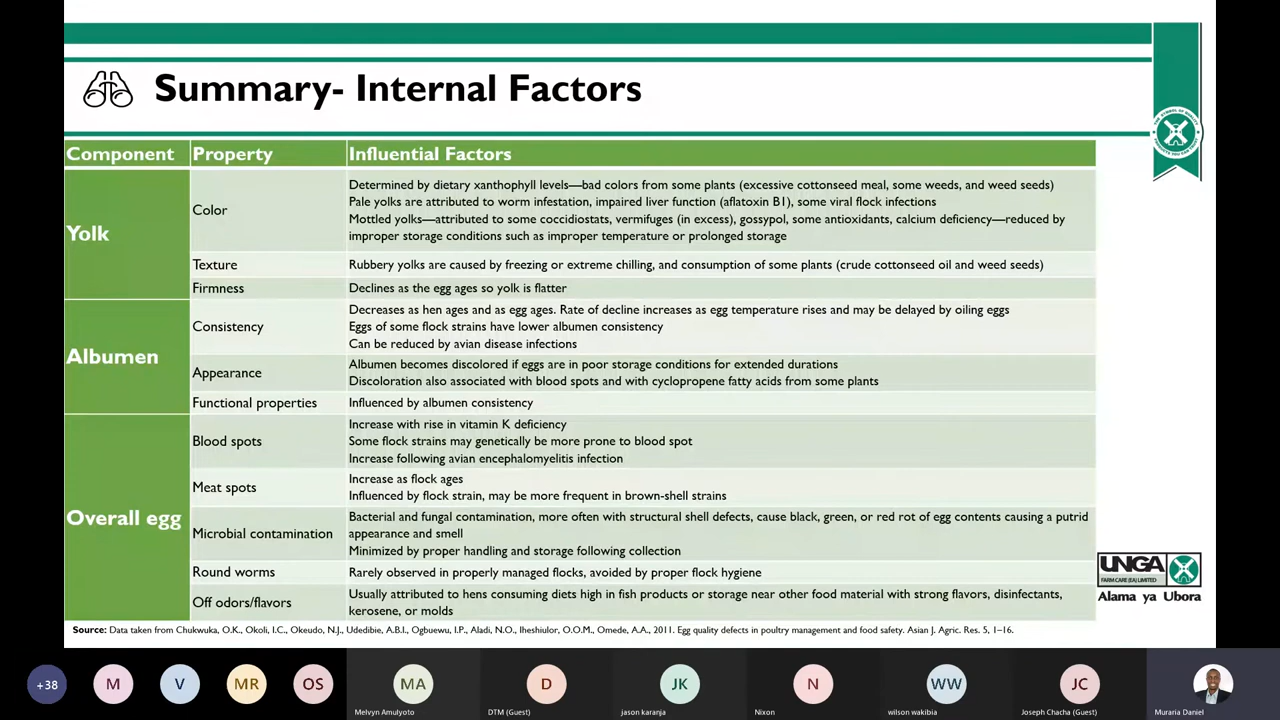 Summary- Internal Factors
Component Property Influential Factors
Yolk
Color
Determined by dietary xanthophyll levels—bad colors from some plants (excessive cottonseed meal, some weeds, and weed seeds)
Pale yolks are attributed to worm infestation, impaired liver function (aflatoxin B1), some viral flock infections
Mottled yolks—attributed to some coccidiostats, vermifuges (in excess), gossypol, some antioxidants, calcium deficiency—reduced by
improper storage conditions such as improper temperature or prolonged storage
Texture
Rubbery yolks are caused by freezing or extreme chilling, and consumption of some plants (crude cottonseed oil and weed seeds)
Firmness
Declines as the egg ages so yolk is flatter
Albumen
Consistency
Decreases as hen ages and as egg ages. Rate of decline increases as egg temperature rises and may be delayed by oiling eggs
Eggs of some flock strains have lower albumen consistency
Can be reduced by avian disease infections
Appearance
Albumen becomes discolored if eggs are in poor storage conditions for extended durations
Discoloration also associated with blood spots and with cyclopropene fatty acids from some plants
Functional properties
Influenced by albumen consistency
Overall egg
Blood spots
Increase with rise in vitamin K deficiency
Some flock strains may genetically be more prone to blood spot
Increase following avian encephalomyelitis infection
Meat spots
Increase as flock ages
Influenced by flock strain, may be more frequent in brown-shell strains
Microbial contamination
Bacterial and fungal contamination, more often with structural shell defects, cause black, green, or red rot of egg contents causing a putrid
appearance and smell
Minimized by proper handling and storage following collection
Round worms
Rarely observed in properly managed flocks, avoided by proper flock hygiene
Off odors/flavors
Usually attributed to hens consuming diets high in fish products or storage near other food material with strong flavors, disinfectants,
kerosene, or molds
UNGA
FARM CARE (EA) LIMITED
Alama ya Ubora
Source: Data taken from Chukwuka, O.K., Okoli, I.C., Okeudo, N.J., Udedibie, A.B.I., Ogbuewu, I.P., Aladi, N.O., Iheshiulor, O.O.M., Omede, A.A., 2011. Egg quality defects in poultry management and food safety. Asian J. Agric. Res. 5, 1–16.
+38 M V MR OS MA D JK N WW JC
Melvyn Amulyoto DTM (Guest) jason karanja Nixon wilson wakibia Joseph Chacha (Guest) Muraria Daniel